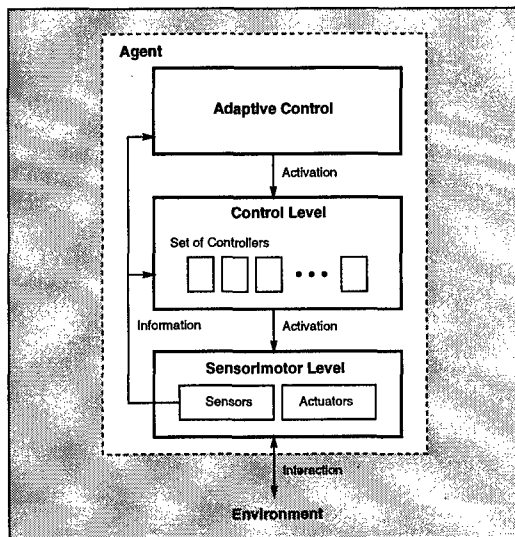 Agent
Adaptive Control
Activation
Control Level
Set of Controllers
Information
Activation
Sensorimotor Level
Sensors
Actuators
Interaction
Environment